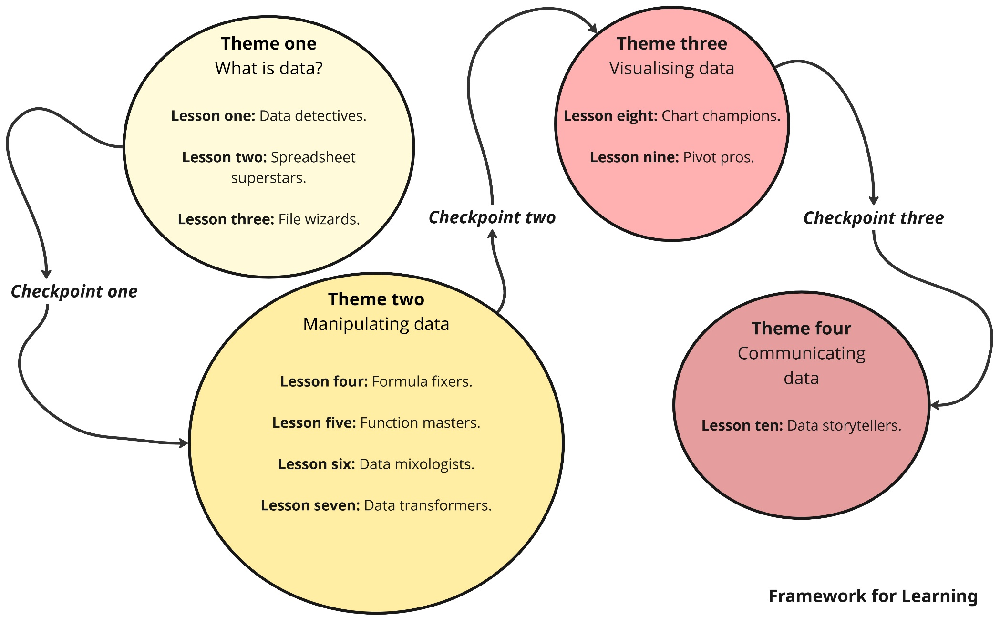 Theme one
What is data?
Lesson one: Data detectives.
Lesson two: Spreadsheet
superstars.
Lesson three: File wizards.
Checkpoint one
Theme two
Manipulating data
Lesson four: Formula fixers.
Lesson five: Function masters.
Lesson six: Data mixologists.
Lesson seven: Data transformers.
Checkpoint two
Theme three
Visualising data
Lesson eight: Chart champions.
Lesson nine: Pivot pros.
Checkpoint three
Theme four
Communicating
data
Lesson ten: Data storytellers.
Framework for Learning